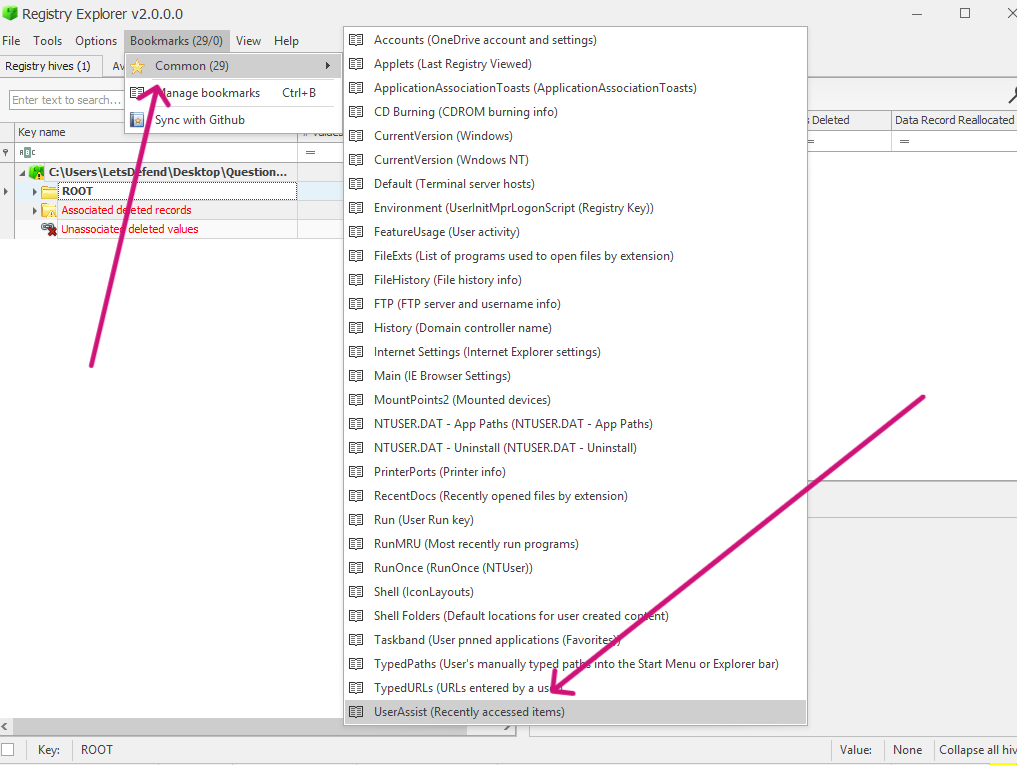 Registry Explorer v2.0.0.0
File Tools Options Bookmarks (29/0) View Help
Registry hives (1) Av
Common (29)
Manage bookmarks Ctrl+B
Sync with Github
Enter text to search...
Key name
# values
s Deleted
Data Record Reallocated
=
=
=
C:\Users\LetsDefend\Desktop\Question...
ROOT
Associated deleted records
Unassociated deleted values
Accounts (OneDrive account and settings)
Applets (Last Registry Viewed)
ApplicationAssociationToasts (ApplicationAssociationToasts)
CD Burning (CDROM burning info)
CurrentVersion (Windows)
CurrentVersion (Windows NT)
Default (Terminal server hosts)
Environment (UserInitMprLogonScript (Registry Key))
FeatureUsage (User activity)
FileExts (List of programs used to open files by extension)
FileHistory (File history info)
FTP (FTP server and username info)
History (Domain controller name)
Internet Settings (Internet Explorer settings)
Main (IE Browser Settings)
MountPoints2 (Mounted devices)
NTUSER.DAT - App Paths (NTUSER.DAT - App Paths)
NTUSER.DAT - Uninstall (NTUSER.DAT - Uninstall)
PrinterPorts (Printer info)
RecentDocs (Recently opened files by extension)
Run (User Run key)
RunMRU (Most recently run programs)
RunOnce (RunOnce (NTUser))
Shell (IconLayouts)
Shell Folders (Default locations for user created content)
Taskband (User pnned applications (Favorites))
TypedPaths (User's manually typed paths into the Start Menu or Explorer bar)
TypedURLs (URLs entered by a user)
UserAssist (Recently accessed items)
Key: ROOT
Value: None Collapse all hiv